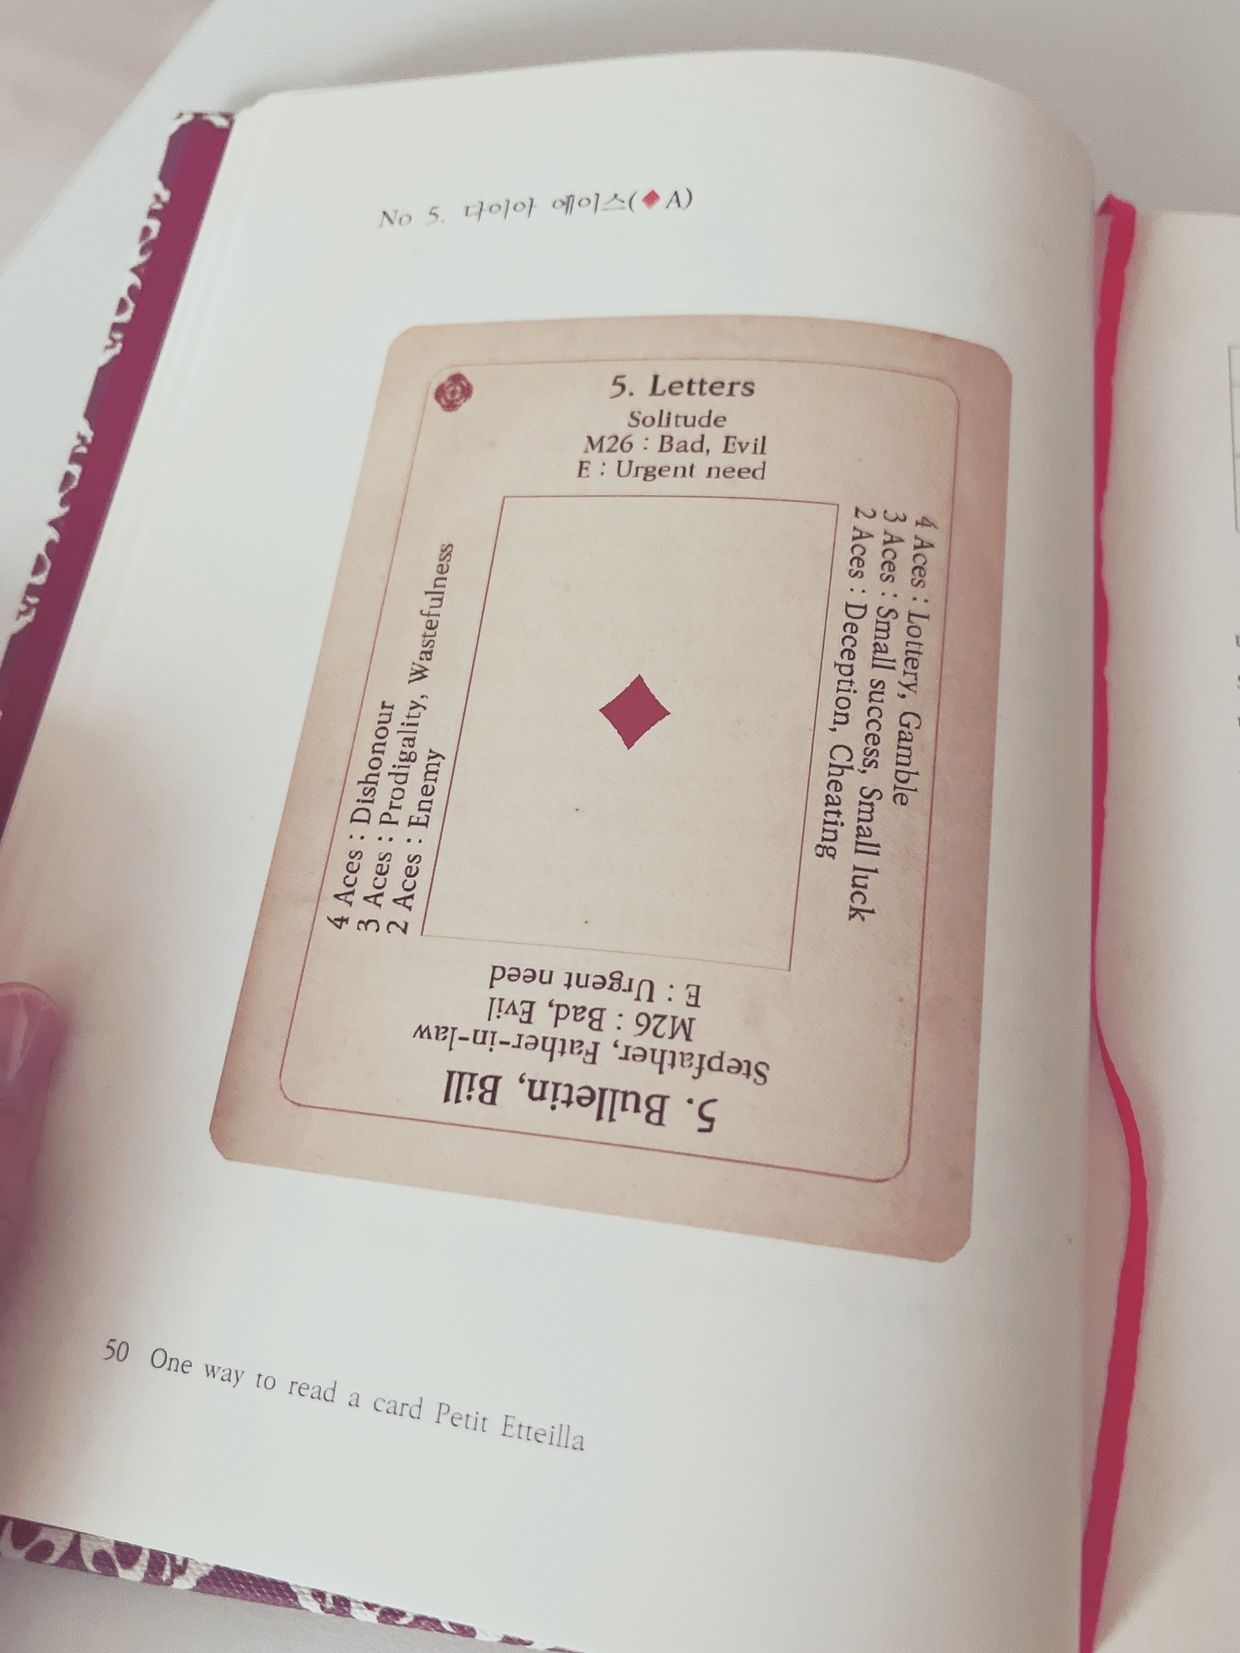 No 5. 다이아 에이스(♦A)
5. Letters
Solitude
M26 : Bad, Evil
E : Urgent need
4 Aces : Lottery, Gamble
3 Aces : Small success, Small luck
2 Aces : Deception, Cheating
4 Aces : Dishonour
3 Aces : Prodigality, Wastefulness
2 Aces : Enemy
5. Bulletin, Bill
Stepfather, Father-in-law
M26 : Bad, Evil
E : Urgent need
50 One way to read a card Petit Etteilla